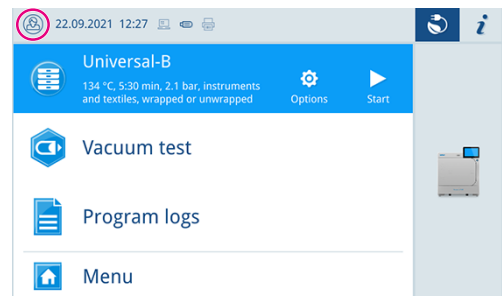 22.09.2021 12:27
i
Universal-B
134 °C, 5:30 min, 2.1 bar, instruments
and textiles, wrapped or unwrapped
Options
Start
Vacuum test
Program logs
Menu